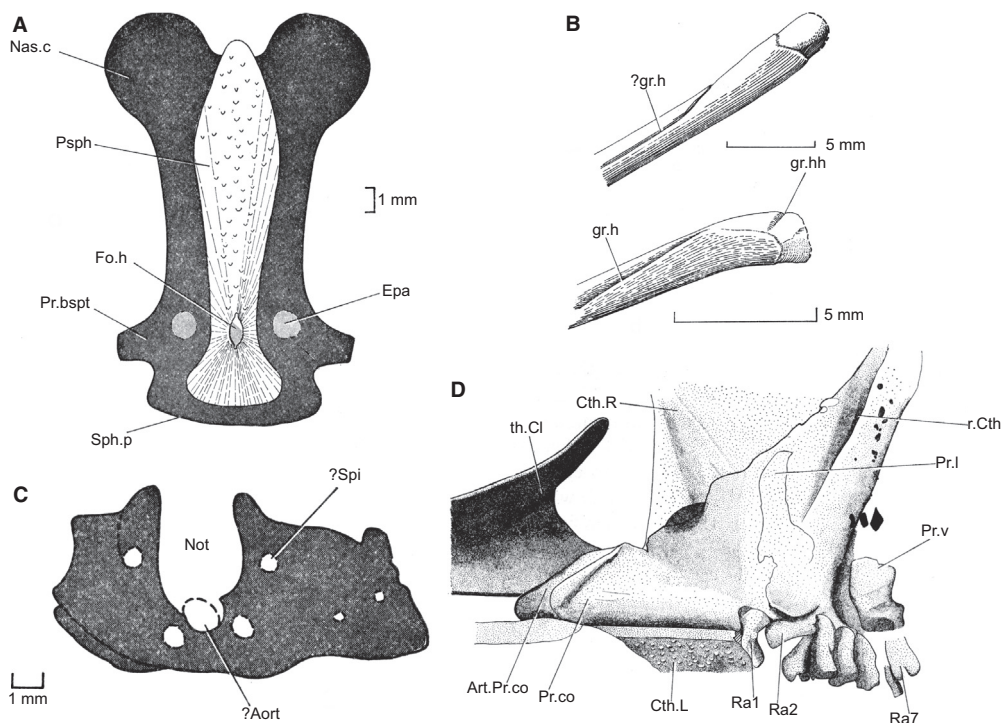 A
Nas.c
Psph
1 mm
Fo.h
Epa
Pr.bspt
Sph.p
B
?gr.h
5 mm
gr.hh
gr.h
5 mm
C
?Spi
Not
1 mm
?Aort
D
Cth.R
th.Cl
r.Cth
Pr.l
Pr.v
Art.Pr.co
Pr.co
Cth.L
Ra1
Ra2
Ra7